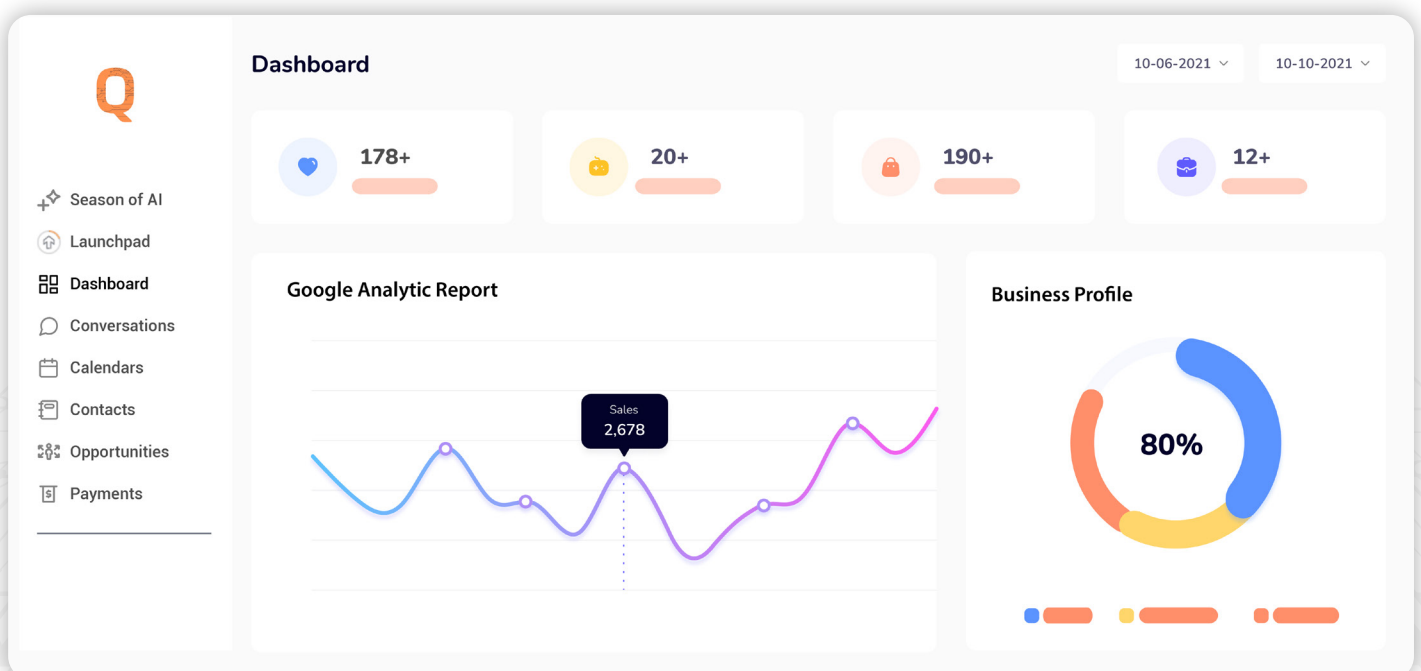 Q
Season of AI
Launchpad
Dashboard
Conversations
Calendars
Contacts
Opportunities
Payments
Dashboard
10-06-2021
10-10-2021
178+
20+
190+
12+
Google Analytic Report
Sales
2,678
Business Profile
80%